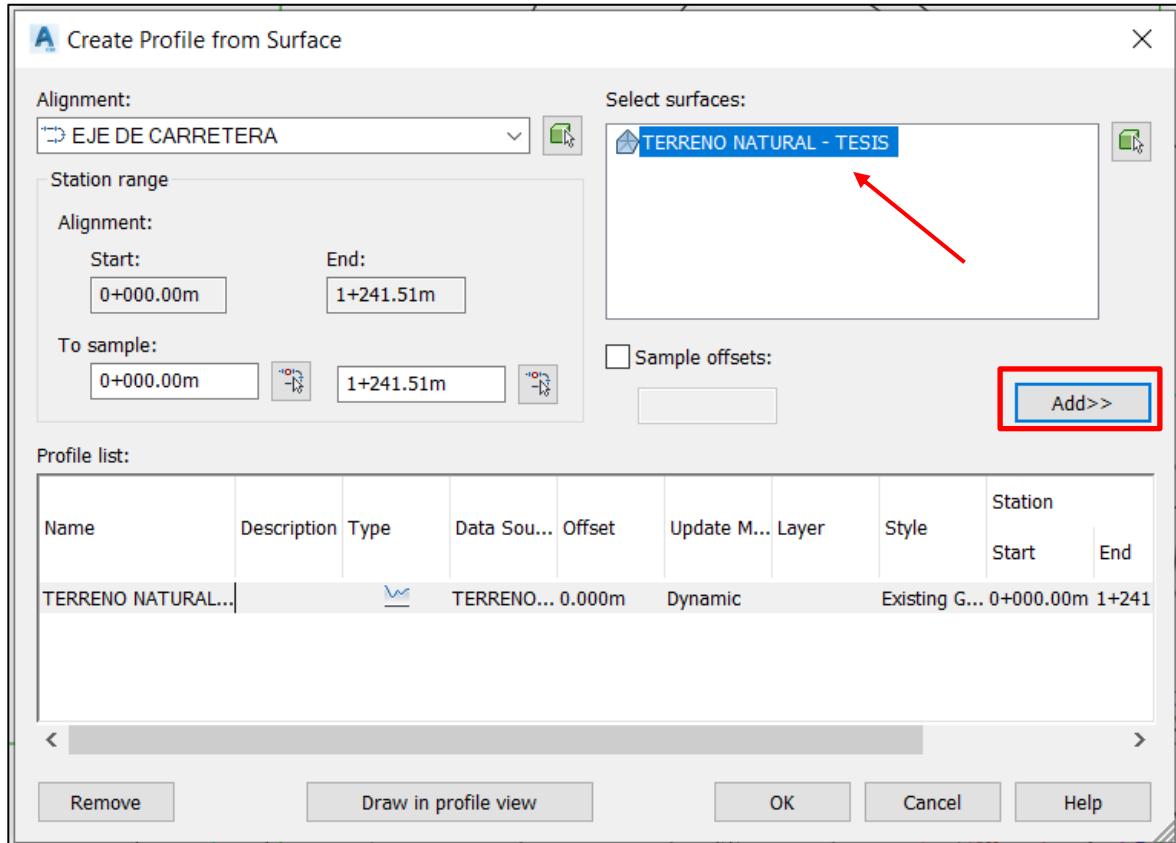 Create Profile from Surface
Alignment:
EJE DE CARRETERA
Select surfaces:
TERRENO NATURAL - TESIS
Station range
Alignment:
Start:
End:
0+000.00m
1+241.51m
To sample:
0+000.00m
1+241.51m
Sample offsets:
Add>>
Profile list:
Name Description Type Data Sou... Offset Update M... Layer Style Station
Start End
TERRENO NATURAL... TERRENO... 0.000m Dynamic Existing G... 0+000.00m 1+241
Remove Draw in profile view OK Cancel Help